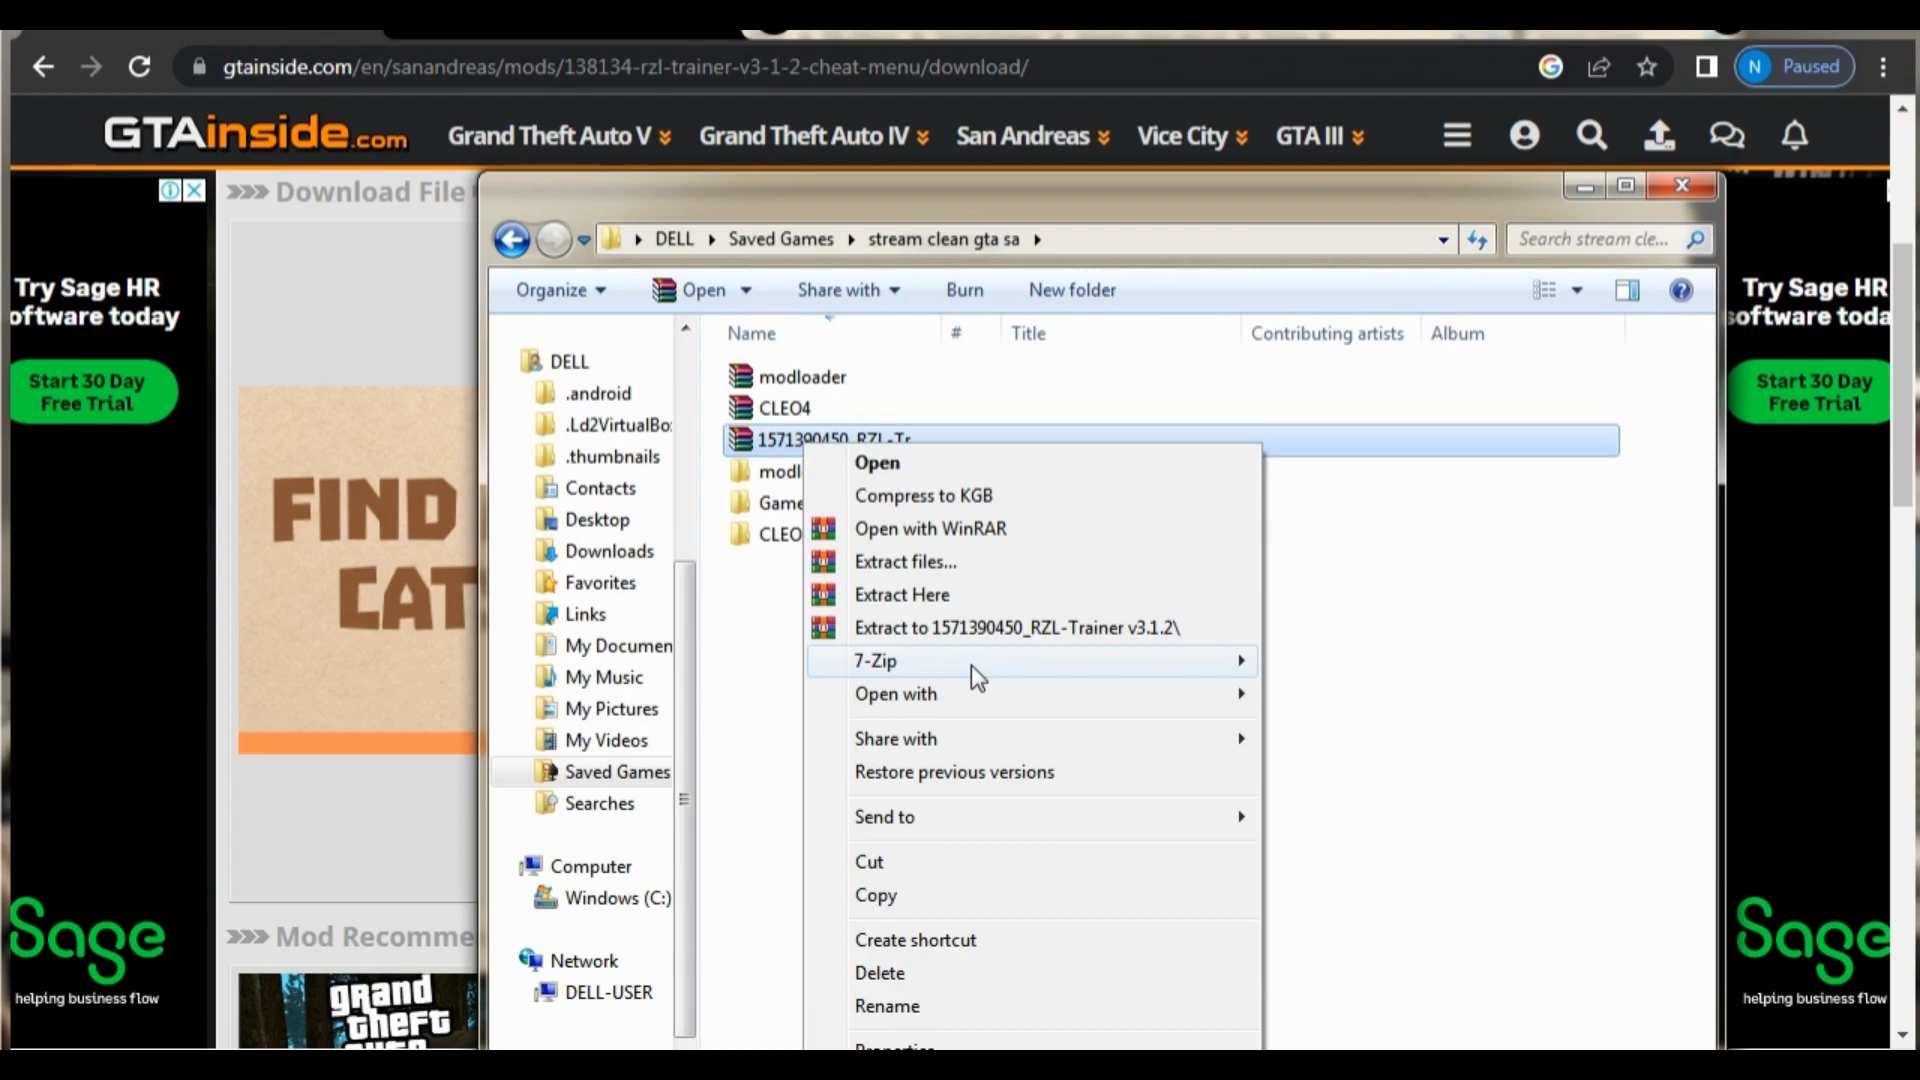 gtainside.com/en/sanandreas/mods/138134-rzl-trainer-v3-1-2-cheat-menu/download/
N Paused
GTAinside.com
Grand Theft Auto V
Grand Theft Auto IV
San Andreas
Vice City
GTA III
Download File
Try Sage HR
oftware today
Start 30 Day
Free Trial
Sage
helping business flow
FIND
CAT
Mod Recomme
grand
theft
DELL
Saved Games
stream clean gta sa
Search stream cle...
Organize
Open
Share with
Burn
New folder
Name
#
Title
Contributing artists
Album
DELL
.android
.Ld2VirtualBo
.thumbnails
Contacts
Desktop
Downloads
Favorites
Links
My Documen
My Music
My Pictures
My Videos
Saved Games
Searches
Computer
Windows (C:)
Network
DELL-USER
modloader
CLEO4
1571390450_RZL-Tr
modl
Game
CLEO
Open
Compress to KGB
Open with WinRAR
Extract files...
Extract Here
Extract to 1571390450_RZL-Trainer v3.1.2\
7-Zip
Open with
Share with
Restore previous versions
Send to
Cut
Copy
Create shortcut
Delete
Rename
Try Sage HR
software toda
Start 30 Day
Free Trial
Sage
helping business flow